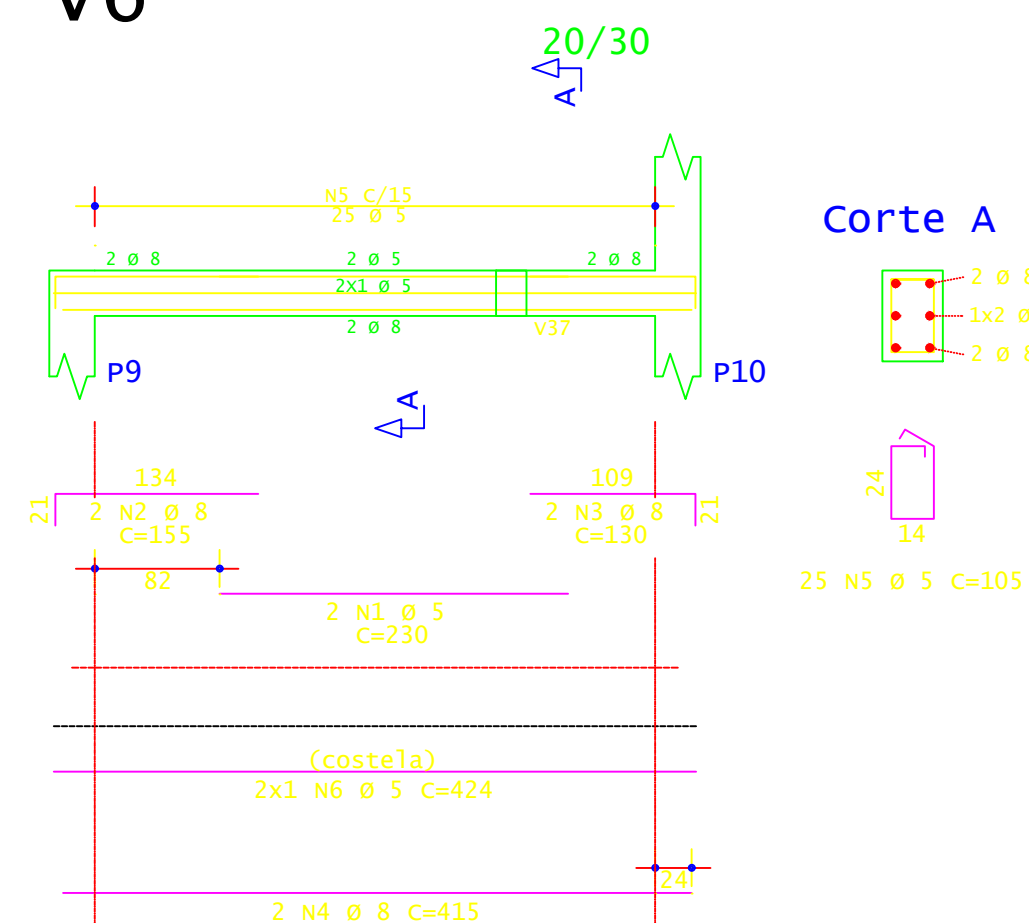 V6
20/30
A
N5 C/15
25 Ø 5
Corte A
2 Ø 8
2 Ø 5
2 Ø 8
2x1 Ø 5
2 Ø 8
V37
P9
P10
2 Ø 8
1x2 Ø
2 Ø 8
A
134
21
2 N2 Ø 8
C=155
109
21
2 N3 Ø 8
C=130
24
14
82
25 N5 Ø 5 C=105
2 N1 Ø 5
C=230
(costela)
2x1 N6 Ø 5 C=424
24
2 N4 Ø 8 C=415